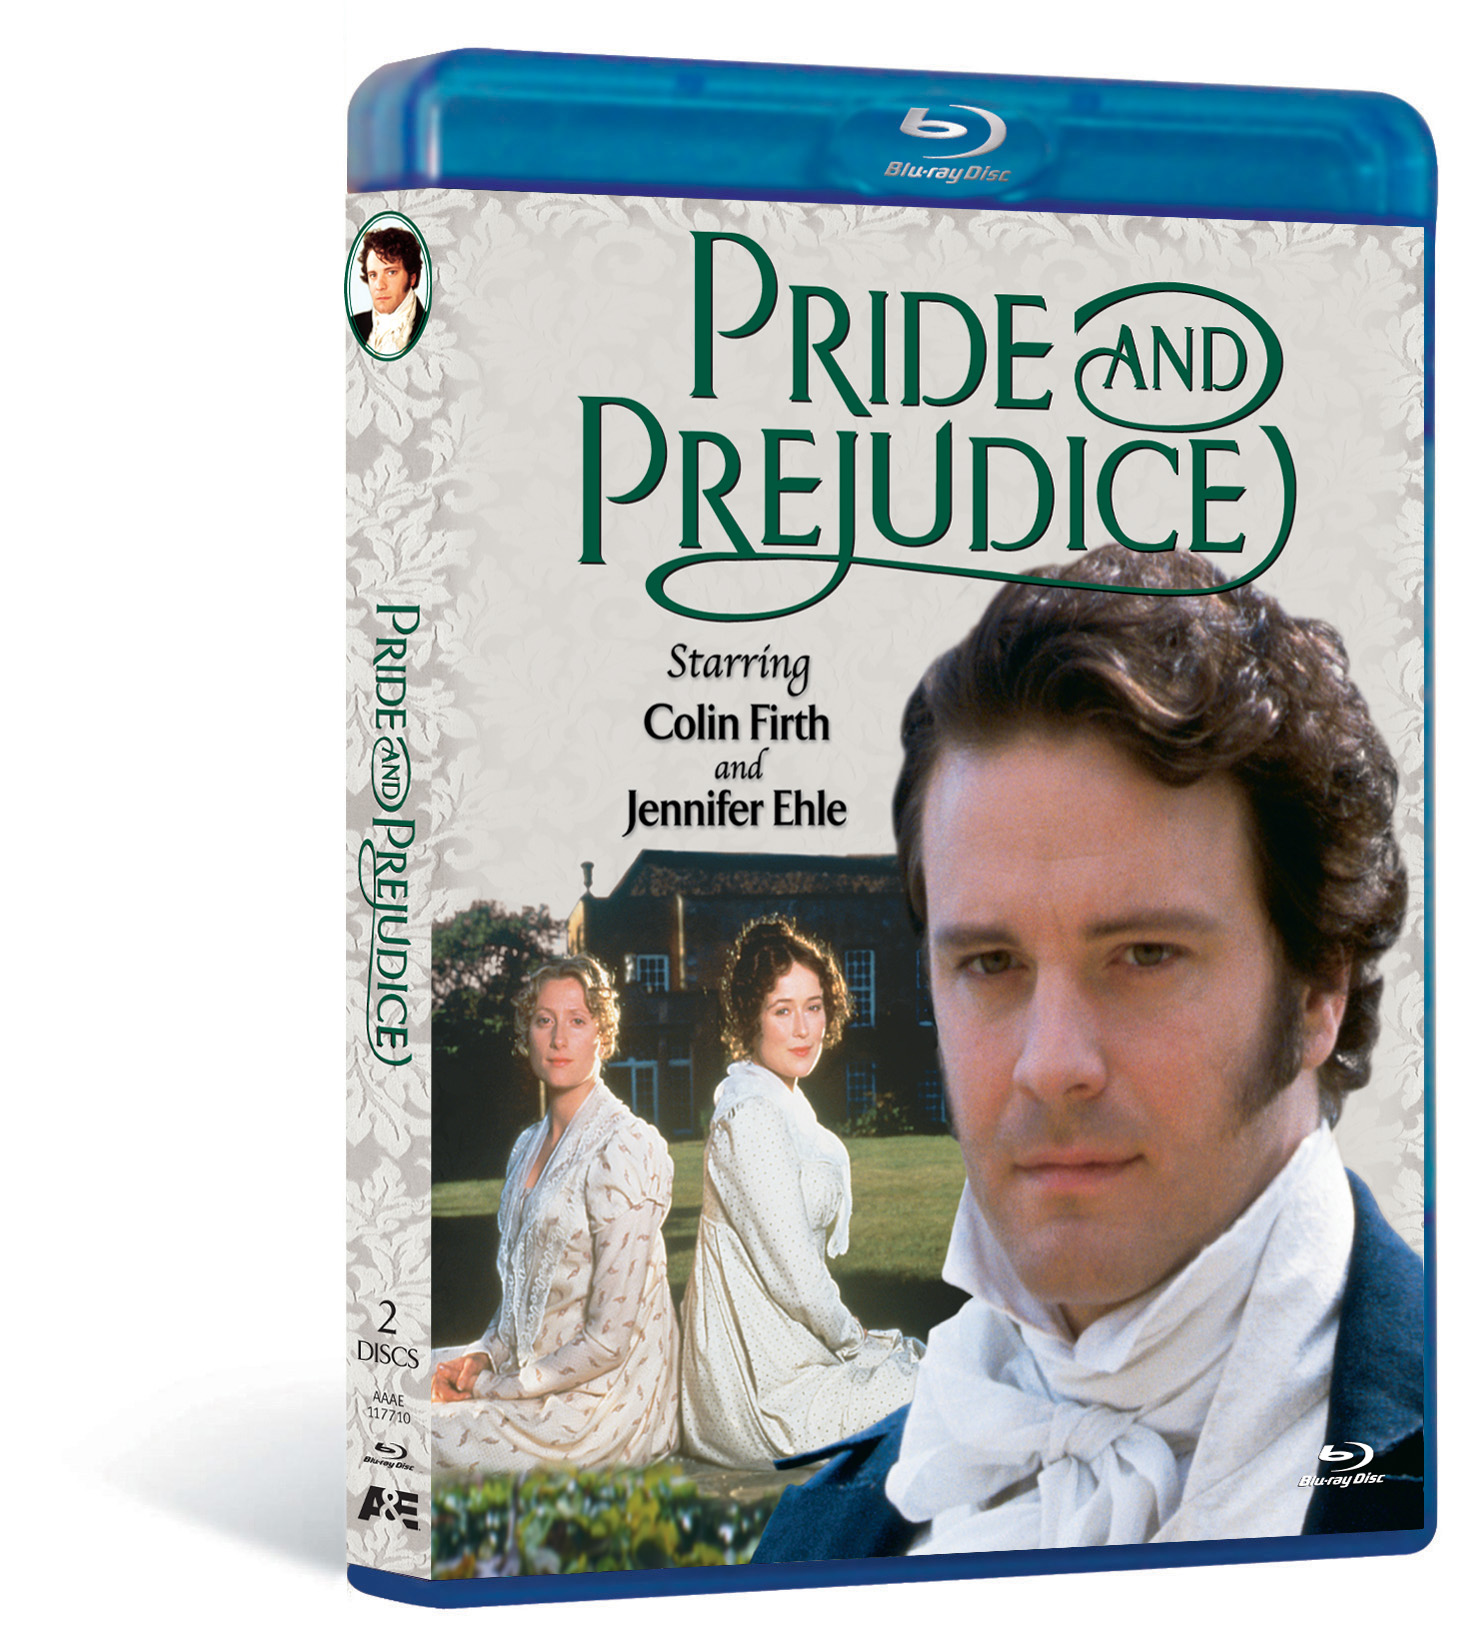 Blu-ray Disc
PRIDE AND
PREJUDICE
Starring
Colin Firth
and
Jennifer Ehle
Blu-ray Disc
PRIDE AND PREJUDICE
2
DISCS
AAAE
117710
Blu-ray Disc
A&E